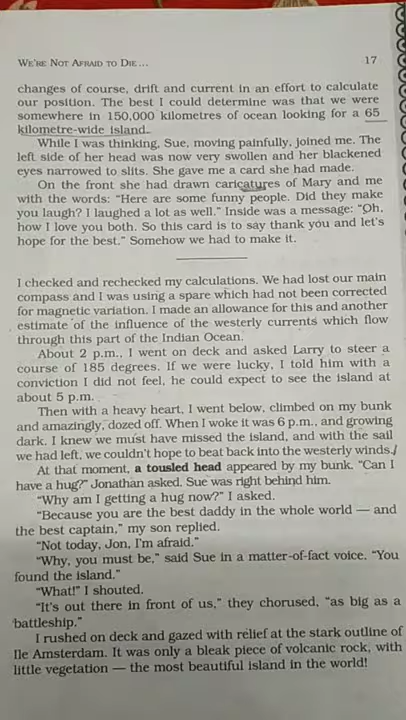 WE'RE NOT AFRAID TO DIE...
17
changes of course, drift and current in an effort to calculate
our position. The best I could determine was that we were
somewhere in 150,000 kilometres of ocean looking for a 65
kilometre-wide island.
While I was thinking, Sue, moving painfully, joined me. The
left side of her head was now very swollen and her blackened
eyes narrowed to slits. She gave me a card she had made.
On the front she had drawn caricatures of Mary and me
with the words: "Here are some funny people. Did they make
you laugh? I laughed a lot as well." Inside was a message: "Oh,
how I love you both. So this card is to say thank you and let's
hope for the best." Somehow we had to make it.
I checked and rechecked my calculations. We had lost our main
compass and I was using a spare which had not been corrected
for magnetic variation. I made an allowance for this and another
estimate of the influence of the westerly currents which flow
through this part of the Indian Ocean.
About 2 p.m., I went on deck and asked Larry to steer a
course of 185 degrees. If we were lucky, I told him with a
conviction I did not feel, he could expect to see the island at
about 5 p.m.
Then with a heavy heart, I went below, climbed on my bunk
and amazingly, dozed off. When I woke it was 6 p.m., and growing
dark. I knew we must have missed the island, and with the sail
we had left, we couldn't hope to beat back into the westerly winds.
At that moment, a tousled head appeared by my bunk. "Can I
have a hug?" Jonathan asked. Sue was right behind him.
"Why am I getting a hug now?" I asked.
"Because you are the best daddy in the whole world — and
the best captain," my son replied.
"Not today, Jon, I'm afraid."
"Why, you must be," said Sue in a matter-of-fact voice. "You
found the island."
"What!" I shouted.
"It's out there in front of us," they chorused, "as big as a
battleship."
I rushed on deck and gazed with relief at the stark outline of
Ile Amsterdam. It was only a bleak piece of volcanic rock, with
little vegetation — the most beautiful island in the world!